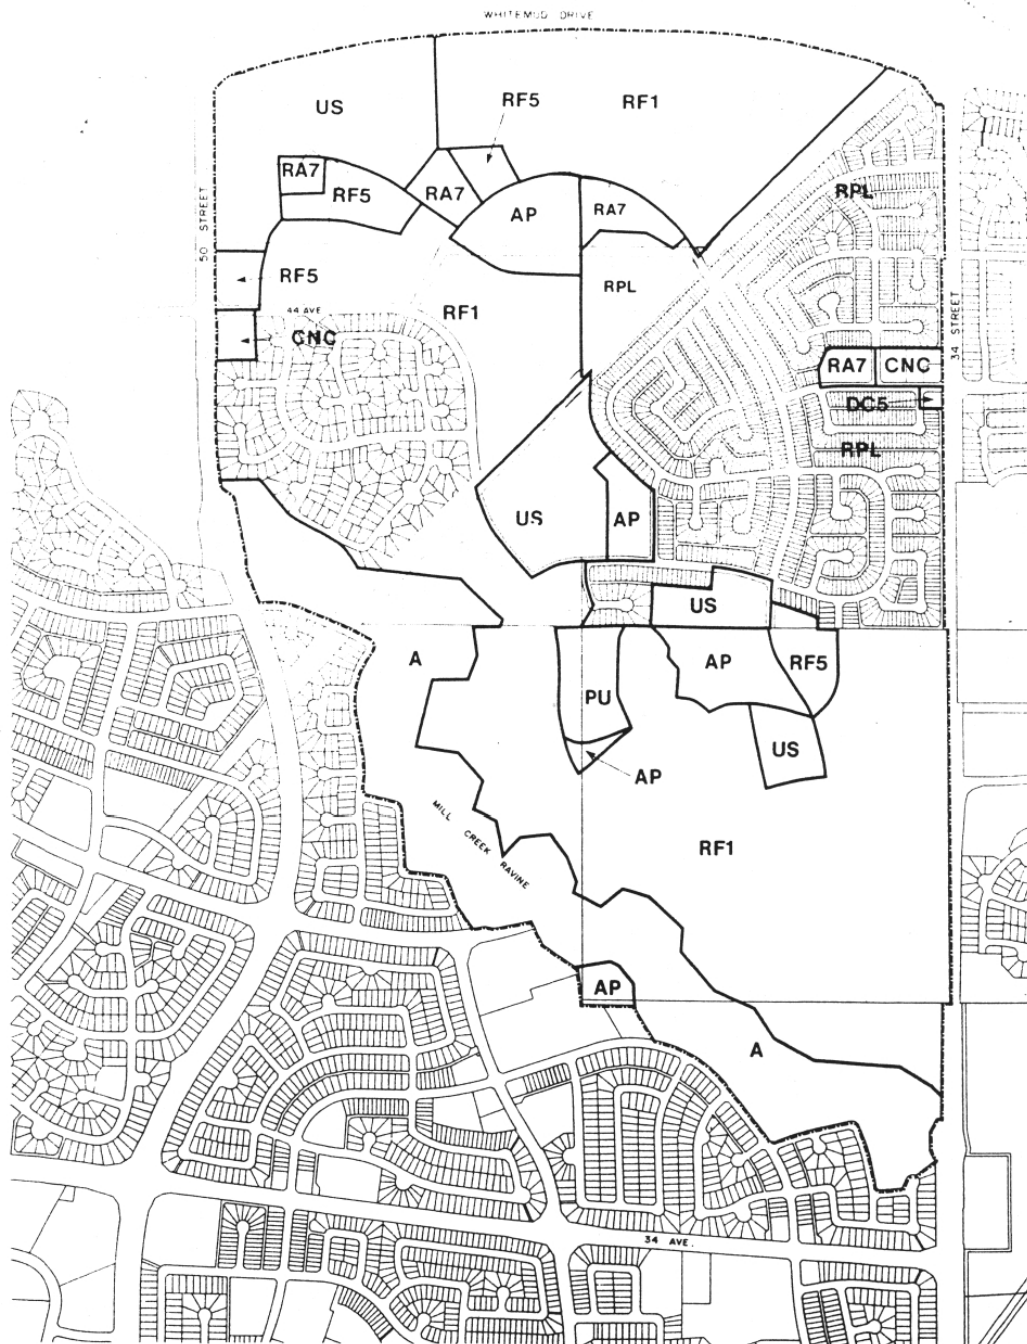 WHITEMUD DRIVE
US
RF5
RF1
RA7
RF5
RA7
AP
RA7
RPL
50 STREET
RF5
RPL
44 AVE
RF1
CNC
34 STREET
RA7
CNC
DC5
RPL
US
AP
US
A
AP
RF5
PU
US
AP
MILL CREEK RAVINE
RF1
AP
A
34 AVE.